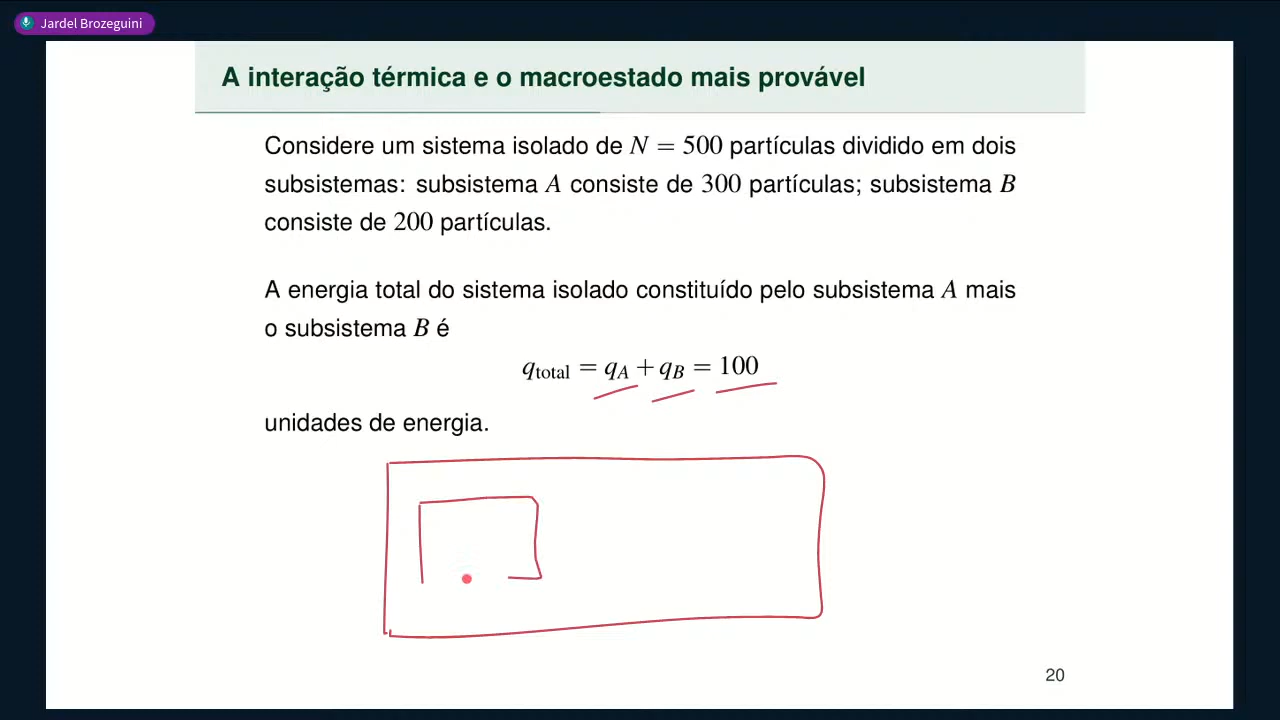 Jardel Brozeguini
A interação térmica e o macroestado mais provável
Considere um sistema isolado de N = 500 partículas dividido em dois
subsistemas: subsistema A consiste de 300 partículas; subsistema B
consiste de 200 partículas.
A energia total do sistema isolado constituído pelo subsistema A mais
o subsistema B é
q_total = q_A + q_B = 100
unidades de energia.
20